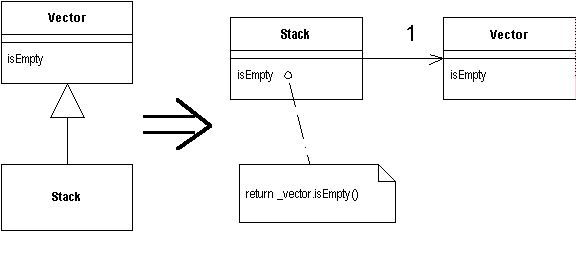 Vector
isEmpty
Stack
Stack
isEmpty
1
Vector
isEmpty
return _vector.isEmpty()